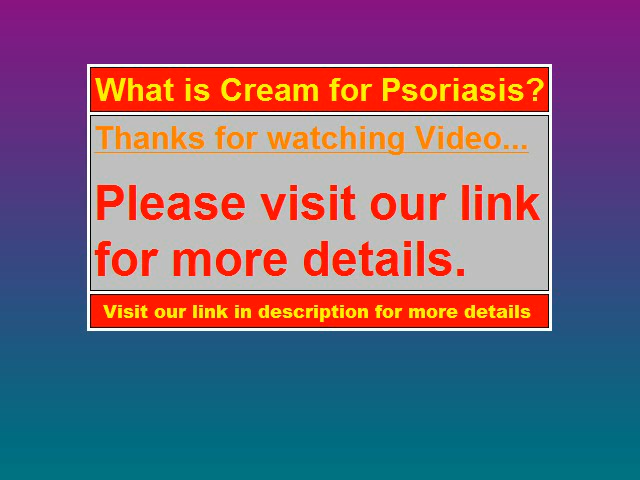 What is Cream for Psoriasis?
Thanks for watching Video...
Please visit our link
for more details.
Visit our link in description for more details